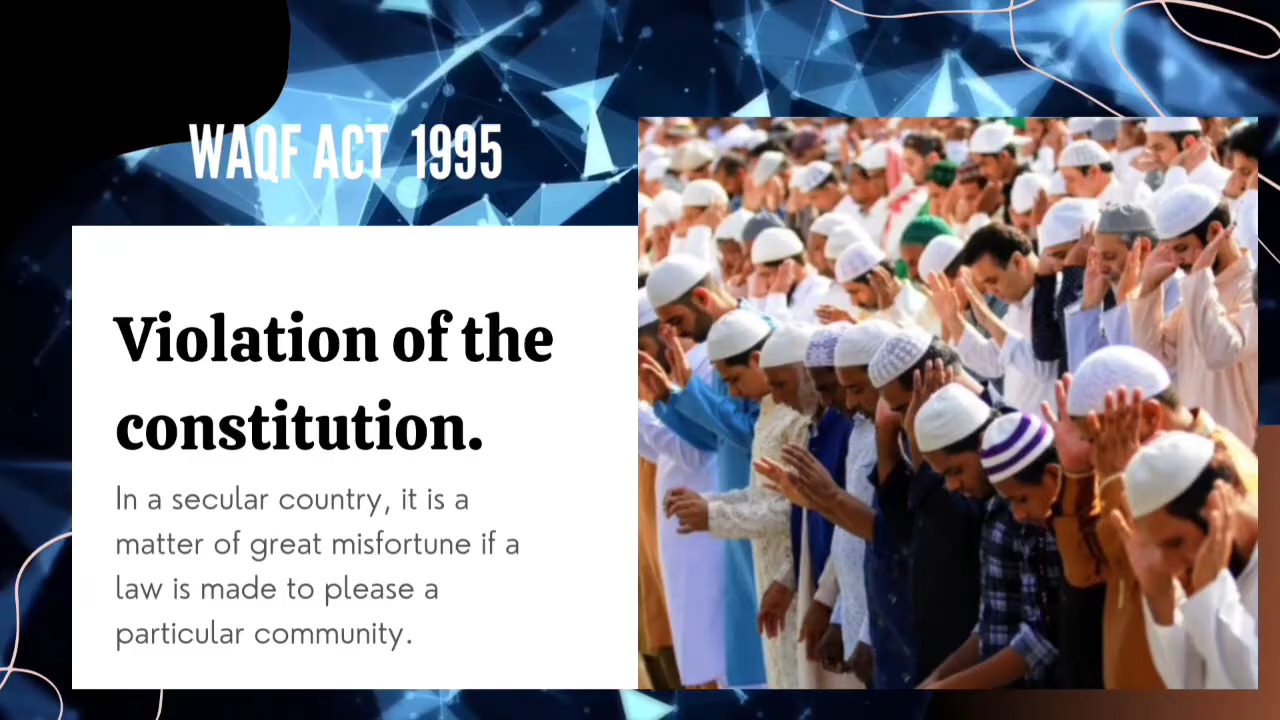 WAQF ACT 1995
Violation of the
constitution.
In a secular country, it is a
matter of great misfortune if a
law is made to please a
particular community.